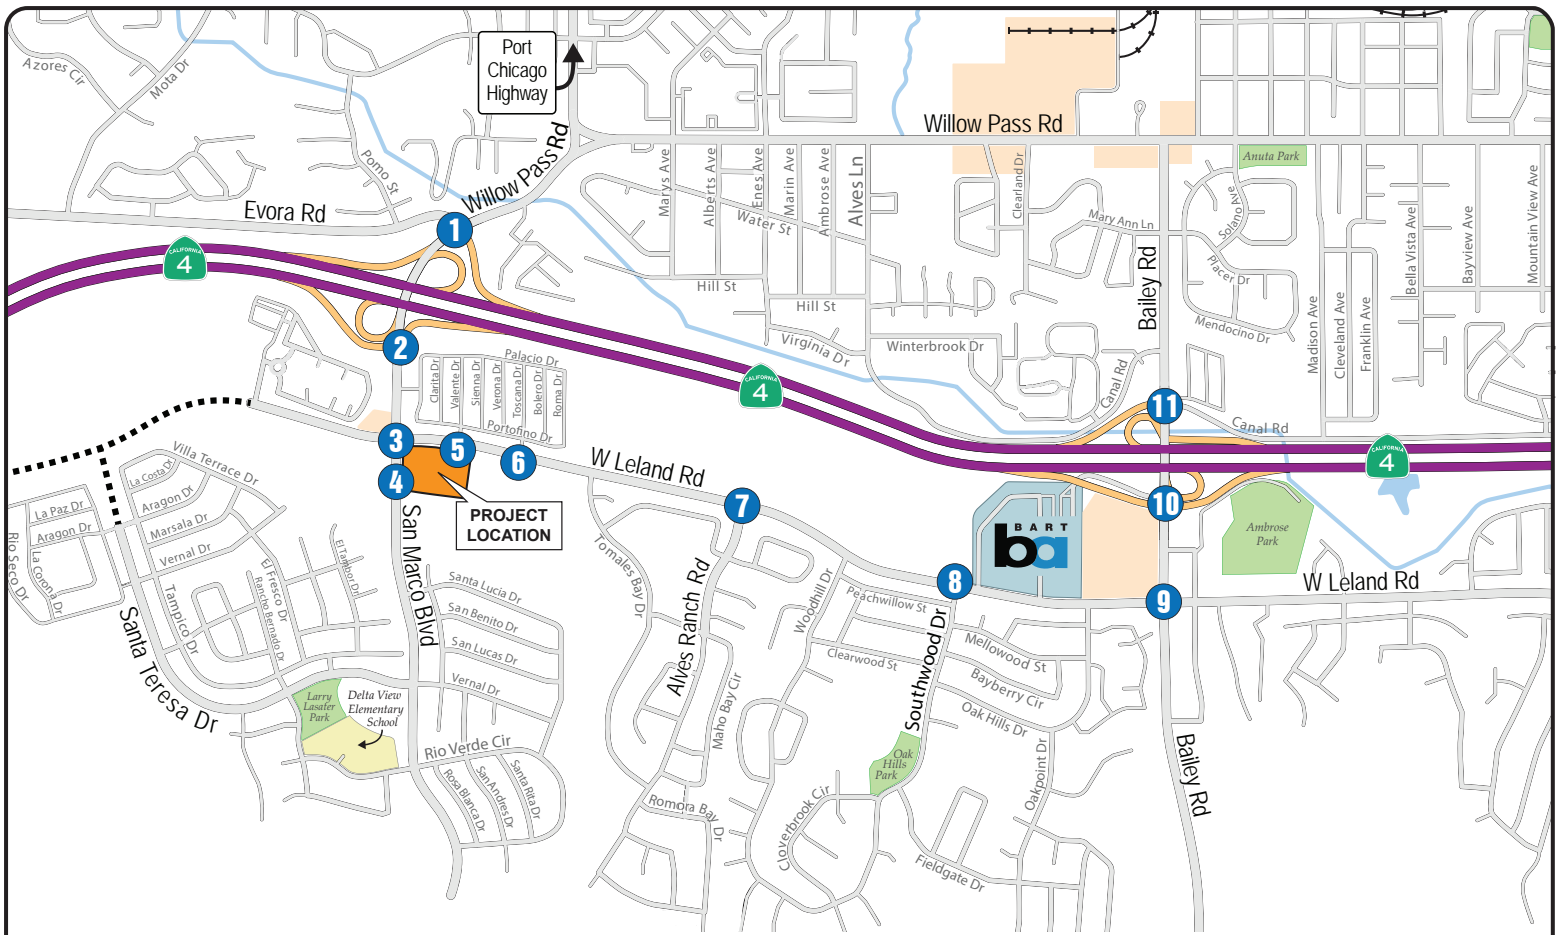 Port
Chicago
Highway
Azores Cir
Mota Dr
Pomo St
Evora Rd
Willow Pass Rd
Willow Pass Rd
Marys Ave
Alberts Ave
Enes Ave
Marin Ave
Ambrose Ave
Alves Ln
Water St
Hill St
Hill St
Virginia Dr
Winterbrook Dr
Clearland Dr
Mary Ann Ln
Bailey Rd
Anuta Park
Solano Ave
Placer Dr
Mendocino Dr
Madison Ave
Cleveland Ave
Franklin Ave
Bella Vista Ave
Bayview Ave
Mountain View Ave
Canal Rd
Canal Rd
CALIFORNIA
4
CALIFORNIA
4
CALIFORNIA
4
1
2
3
4
5
6
7
8
9
10
11
Palacio Dr
Clarita Dr
Valente Dr
Sienna Dr
Verona Dr
Toscana Dr
Bolero Dr
Roma Dr
Portofino Dr
W Leland Rd
PROJECT
LOCATION
BART
ba
Ambrose
Park
W Leland Rd
Villa Terrace Dr
La Costa Dr
Aragon Dr
Marsala Dr
Vernal Dr
La Paz Dr
Aragon Dr
Rio Seco Dr
La Corona Dr
Tampico Dr
El Fresco Dr
Rancho Bernado Dr
El Tambor Dr
Santa Teresa Dr
San Marco Blvd
Santa Lucia Dr
San Benito Dr
San Lucas Dr
Vernal Dr
Larry
Lasater
Park
Delta View
Elementary
School
Rio Verde Cir
Rosa Blanca Dr
San Andres Dr
Santa Rita Dr
Tomales Bay Dr
Alves Ranch Rd
Maho Bay Cir
Romora Bay Dr
Woodhill Dr
Peachwillow St
Clearwood St
Southwood Dr
Mellowood St
Bayberry Cir
Oak Hills Dr
Oak
Hills
Park
Cloverbrook Cir
Oakpoint Dr
Fieldgate Dr
Bailey Rd